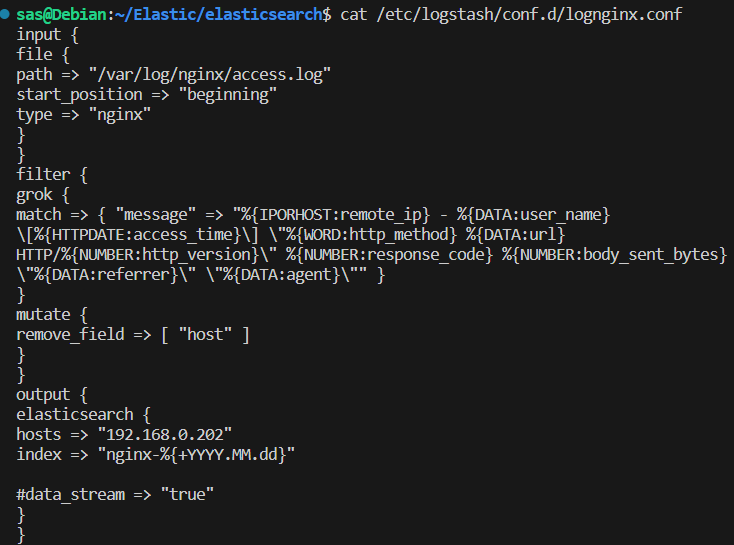 sas@Debian:~/Elastic/elasticsearch$ cat /etc/logstash/conf.d/lognginx.conf
input {
file {
path => "/var/log/nginx/access.log"
start_position => "beginning"
type => "nginx"
}
}
filter {
grok {
match => { "message" => "%{IPORHOST:remote_ip} - %{DATA:user_name}
\[%{HTTPDATE:access_time}\] \"%{WORD:http_method} %{DATA:url}
HTTP/%{NUMBER:http_version}\" %{NUMBER:response_code} %{NUMBER:body_sent_bytes}
\"%{DATA:referrer}\" \"%{DATA:agent}\"" }
}
mutate {
remove_field => [ "host" ]
}
}
output {
elasticsearch {
hosts => "192.168.0.202"
index => "nginx-%{+YYYY.MM.dd}"

#data_stream => "true"
}
}